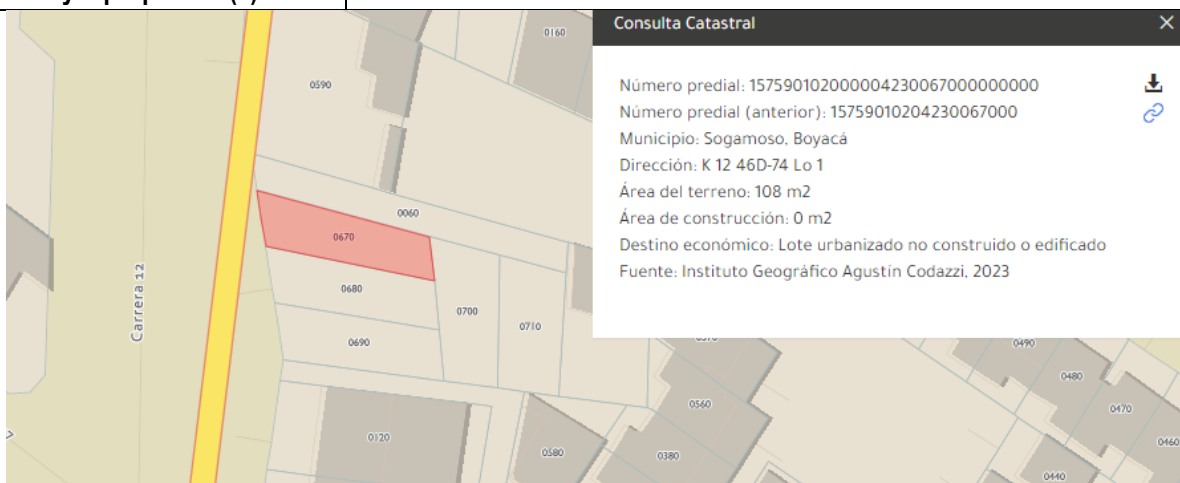 Consulta Catastral
Número predial: 157590102000004230067000000000
Número predial (anterior): 15759010204230067000
Municipio: Sogamoso, Boyacá
Dirección: K 12 46D-74 Lo 1
Área del terreno: 108 m2
Área de construcción: 0 m2
Destino económico: Lote urbanizado no construido o edificado
Fuente: Instituto Geográfico Agustín Codazzi, 2023
0160
0590
0060
0670
0680
0700
0710
0690
Carrera 12
0490
0480
0470
0460
0440
0560
0380
0580
0120